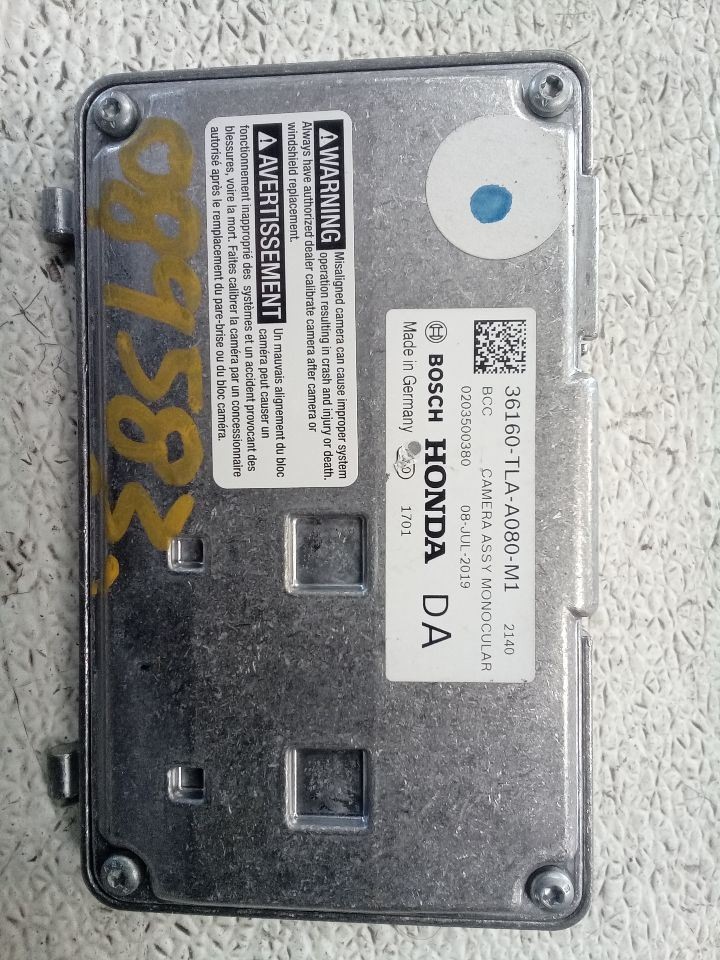 36160-TLA-A080-M1 2140
BCC CAMERA ASSY MONOCULAR
0203500380 08-JUL-2019
BOSCH HONDA DA
Made in Germany 1701
WARNING Misaligned camera can cause improper system
operation resulting in crash and injury or death.
Always have authorized dealer calibrate camera after camera or
windshield replacement.
AVERTISSEMENT Un mauvais alignement du bloc
caméra peut causer un
fonctionnement inapproprié des systèmes et un accident provocant des
blessures, voire la mort. Faites calibrer la caméra par un concessionnaire
autorisé après le remplacement du pare-brise ou du bloc caméra.